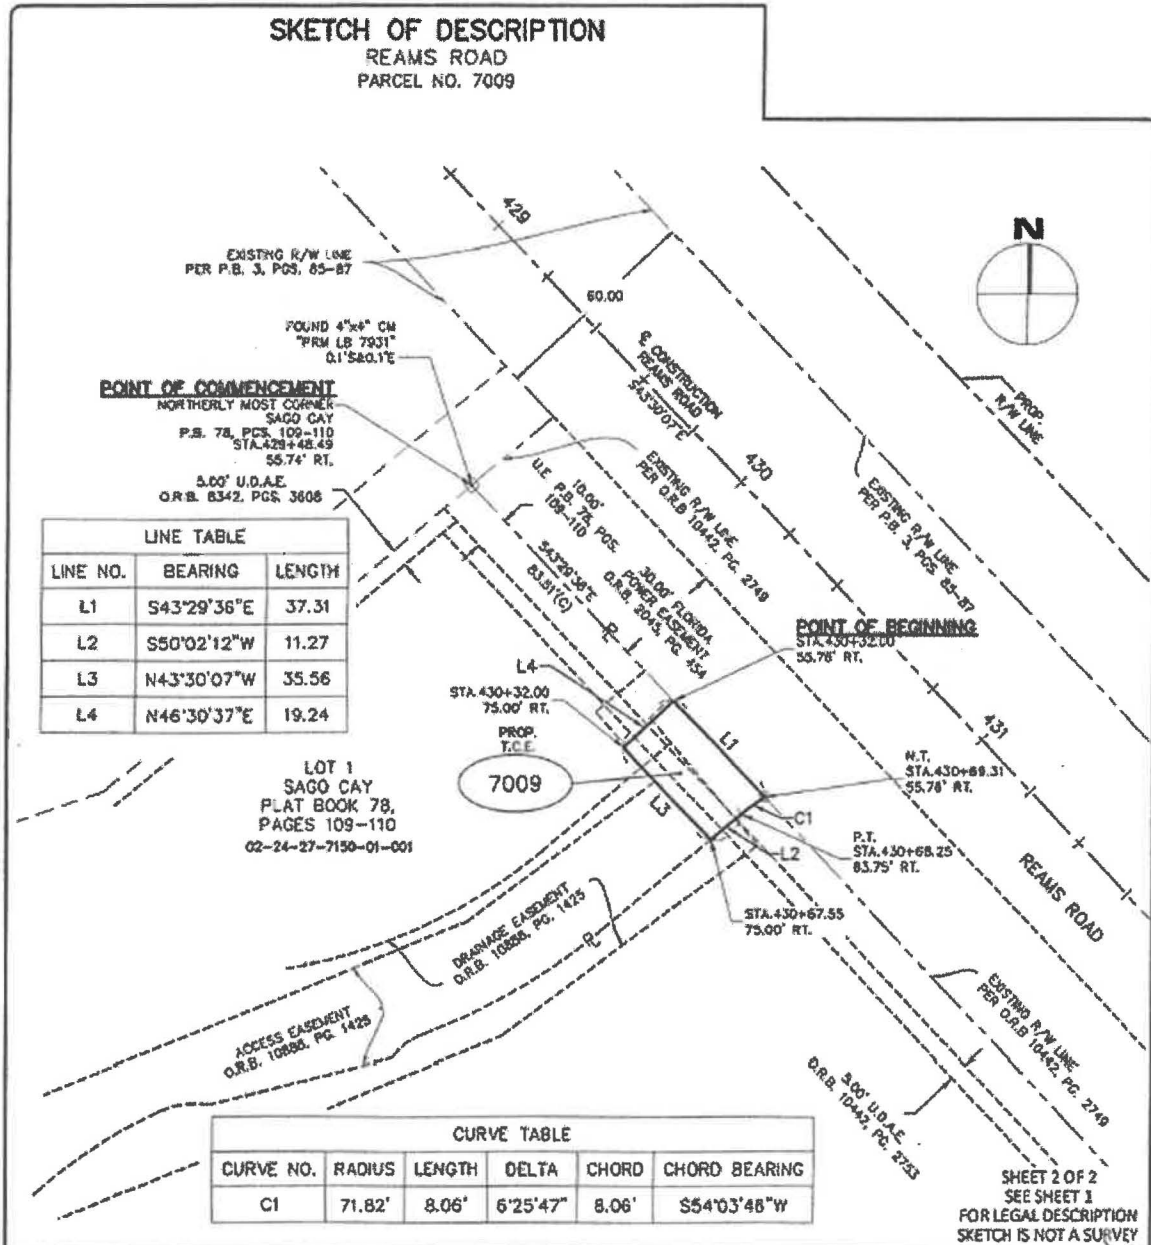 SKETCH OF DESCRIPTION
REAMS ROAD
PARCEL NO. 7009
N
429
EXISTING R/W LINE
PER P.B. 3, PGS. 85-87
60.00
FOUND 4"x4" CM
"PRM LB 7931"
0.1'S&0.1'E
℄ CONSTRUCTION
REAMS ROAD
S43°30'07"E
PROP.
R/W LINE
POINT OF COMMENCEMENT
NORTHERLY MOST CORNER
SAGO CAY
P.B. 78, PGS. 109-110
STA.429+48.49
55.74' RT.
5.00' U.D.A.E.
O.R.B. 8342, PGS. 3608
430
EXISTING R/W LINE
PER O.R.B 10442, PG. 2749
EXISTING R/W LINE
PER P.B. 3, PGS. 85-87
10.00'
U.E. P.B. 78, PGS.
109-110
S43°29'36"E
83.51'(C)
30.00' FLORIDA
POWER EASEMENT
O.R.B. 2045, PG. 454
LINE TABLE
LINE NO. BEARING LENGTH
L1 S43°29'36"E 37.31
L2 S50°02'12"W 11.27
L3 N43°30'07"W 35.56
L4 N46°30'37"E 19.24
POINT OF BEGINNING
STA.430+32.00
55.76' RT.
L4
STA.430+32.00
75.00' RT.
PROP.
T.C.E.
7009
R
L1
L3
C1
L2
431
N.T.
STA.430+69.31
55.76' RT.
P.T.
STA.430+68.25
63.75' RT.
STA.430+67.55
75.00' RT.
LOT 1
SAGO CAY
PLAT BOOK 78,
PAGES 109-110
02-24-27-7150-01-001
REAMS ROAD
DRAINAGE EASEMENT
O.R.B. 10888, PG. 1425
R
ACCESS EASEMENT
O.R.B. 10888, PG. 1425
EXISTING R/W LINE
PER O.R.B 10442, PG. 2749
5.00' U.D.A.E.
O.R.B. 10442, PG. 2753
CURVE TABLE
CURVE NO. RADIUS LENGTH DELTA CHORD CHORD BEARING
C1 71.82' 8.06' 6°25'47" 8.06' S54°03'48"W
SHEET 2 OF 2
SEE SHEET 1
FOR LEGAL DESCRIPTION
SKETCH IS NOT A SURVEY